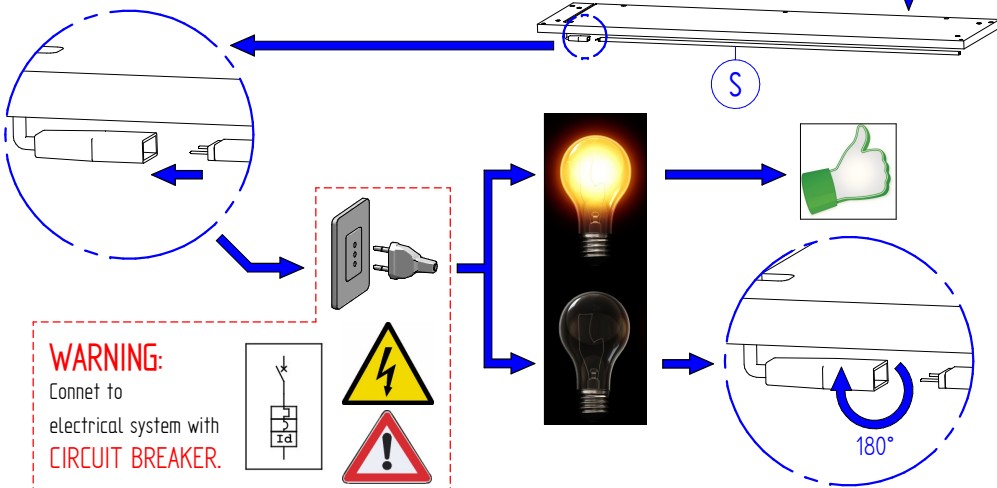 S
WARNING:
Connet to
electrical system with
CIRCUIT BREAKER.
Id
180°